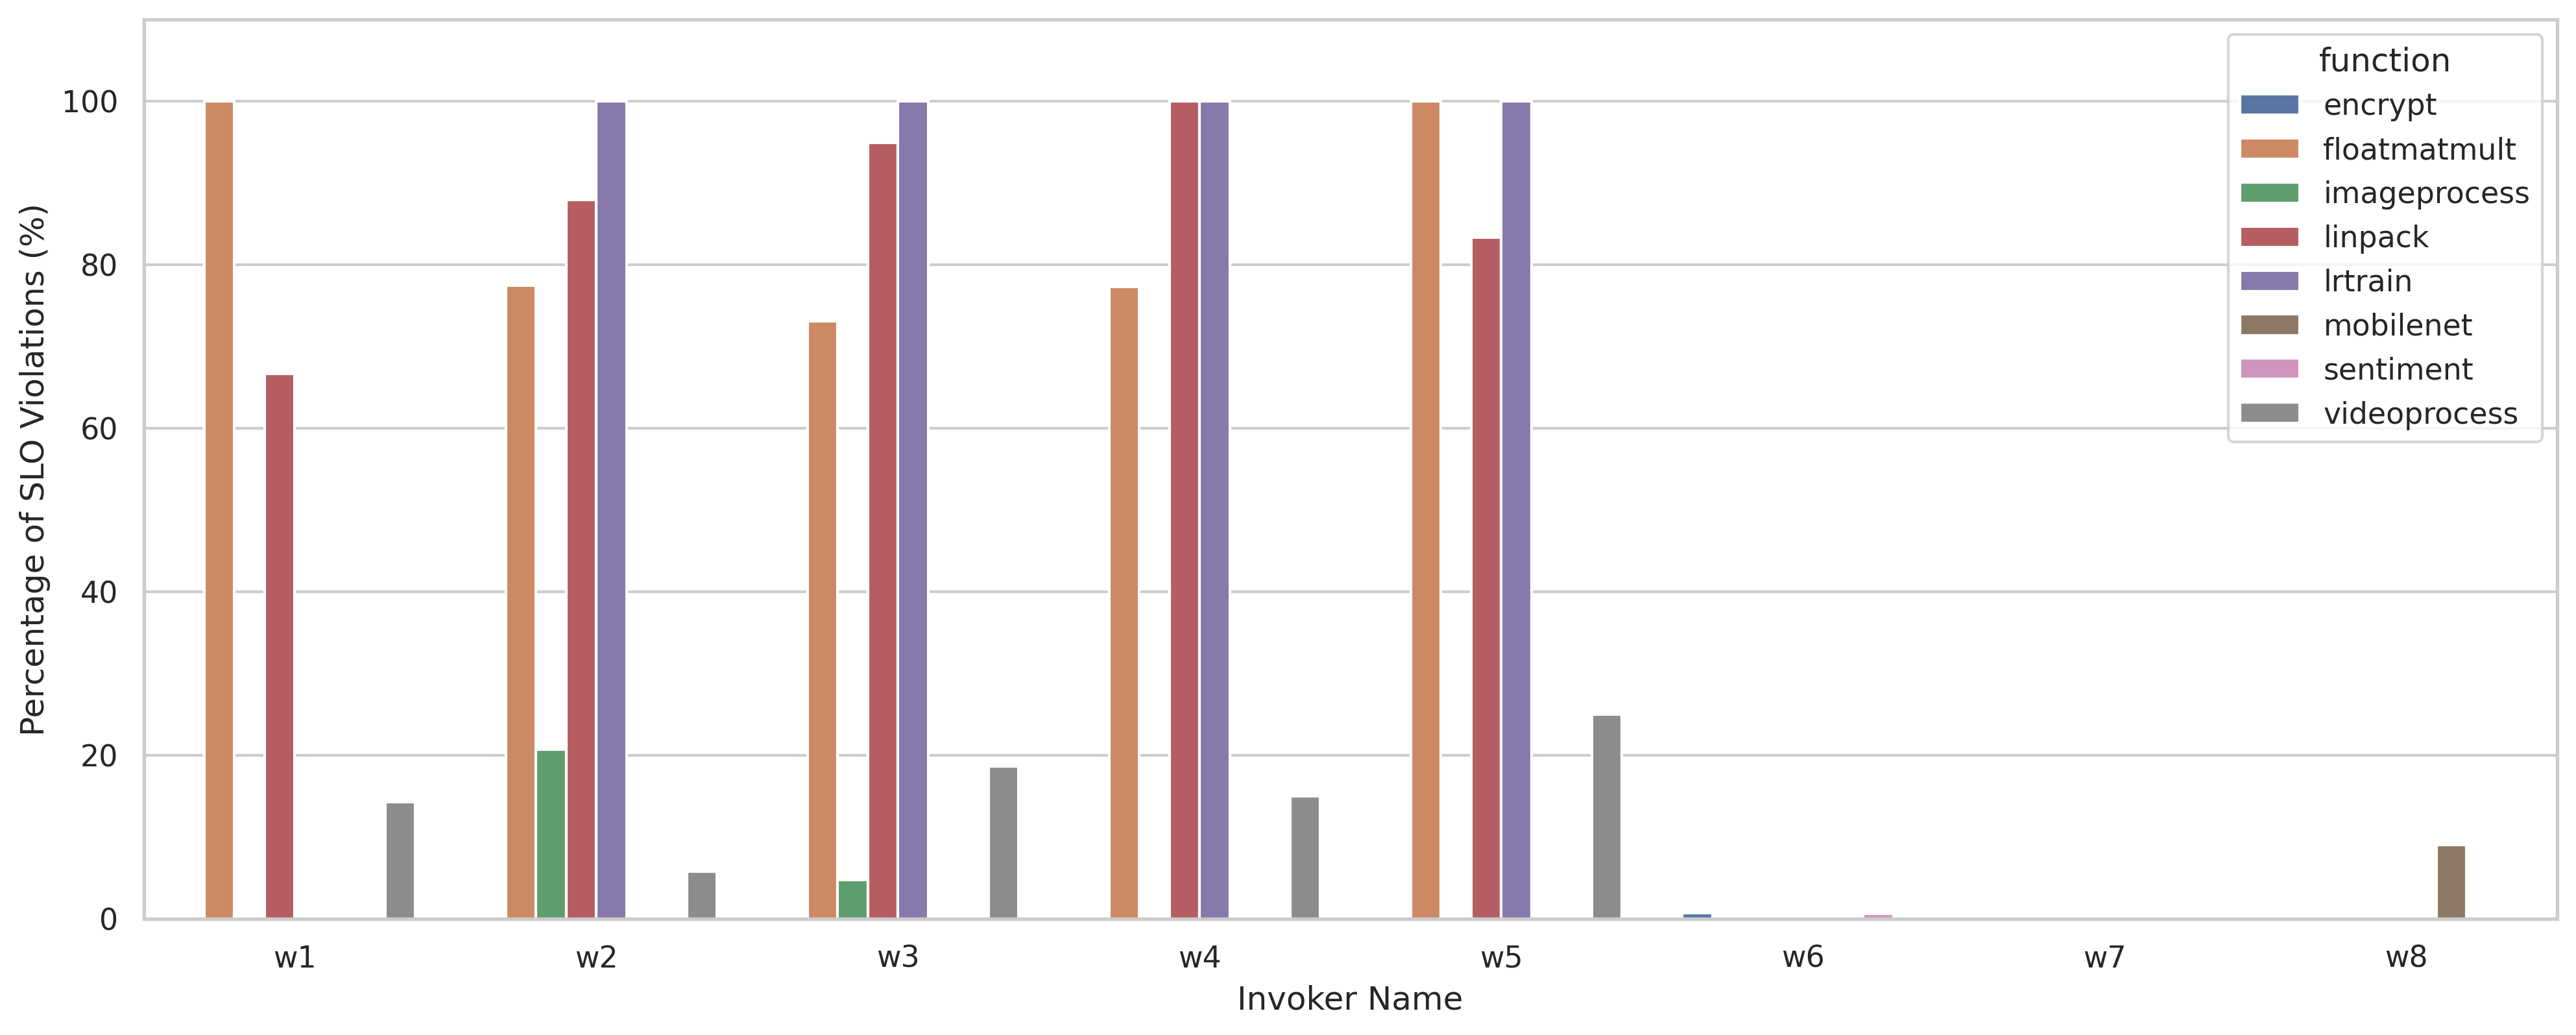 function
encrypt
floatmatmult
imageprocess
linpack
lrtrain
mobilenet
sentiment
videoprocess
Percentage of SLO Violations (%)
100
80
60
40
20
0
w1 w2 w3 w4 w5 w6 w7 w8
Invoker Name